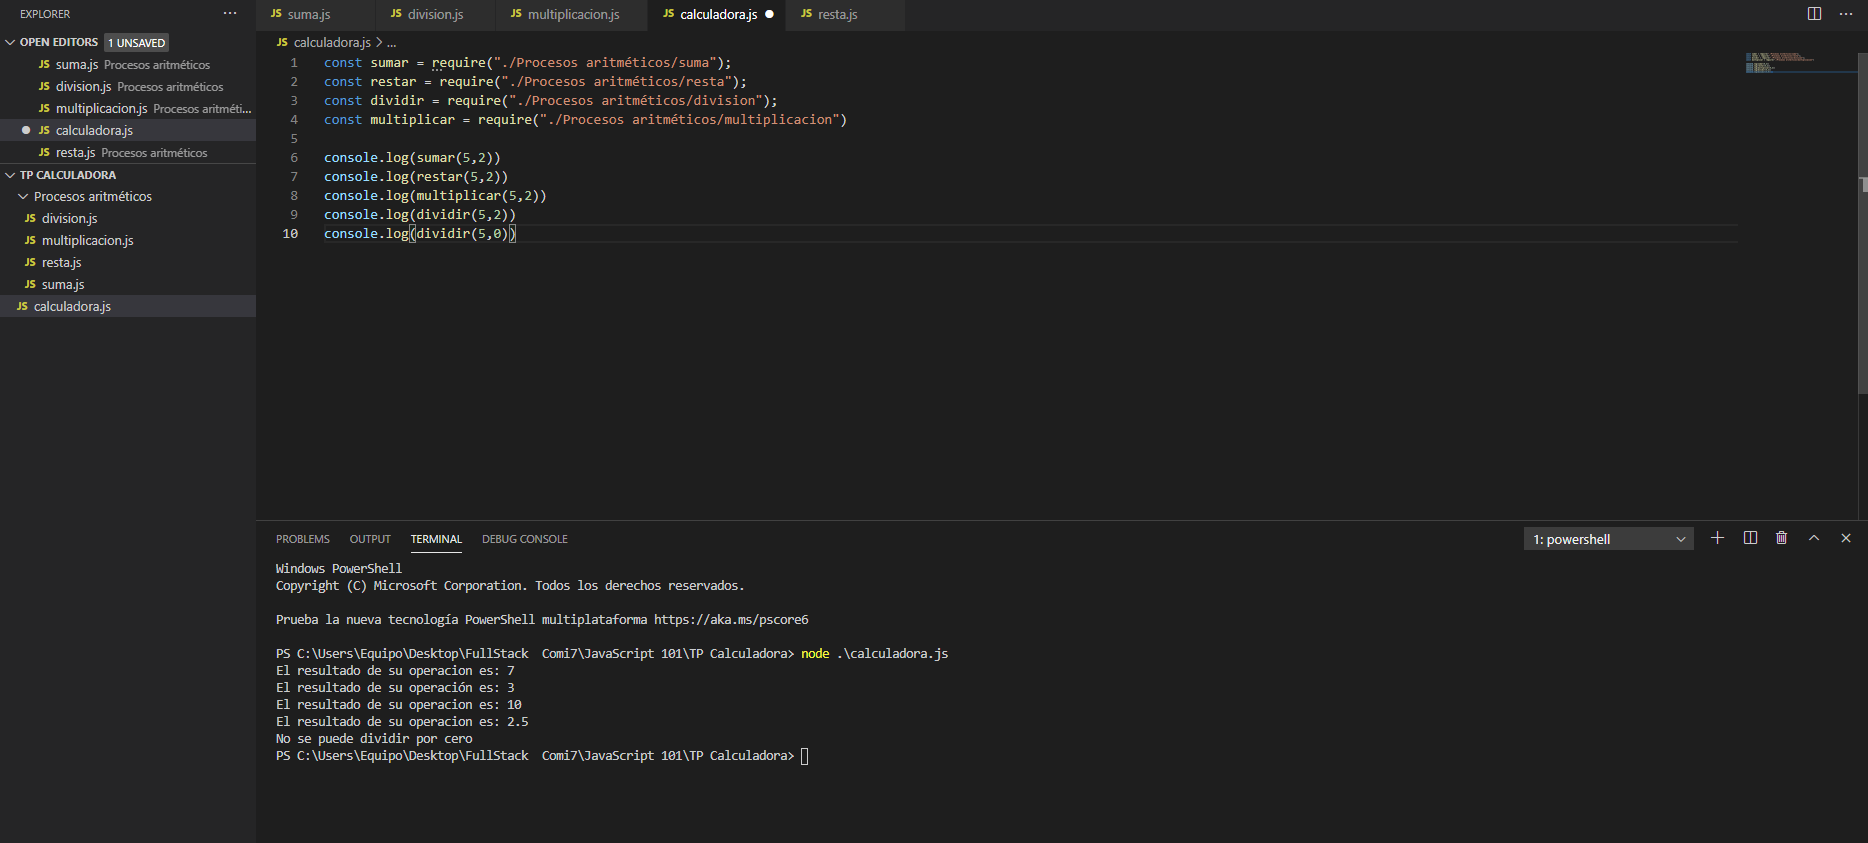 EXPLORER ...
OPEN EDITORS 1 UNSAVED
JS suma.js Procesos aritméticos
JS division.js Procesos aritméticos
JS multiplicacion.js Procesos aritméti...
JS calculadora.js
JS resta.js Procesos aritméticos
TP CALCULADORA
Procesos aritméticos
JS division.js
JS multiplicacion.js
JS resta.js
JS suma.js
JS calculadora.js
JS suma.js JS division.js JS multiplicacion.js JS calculadora.js JS resta.js
JS calculadora.js > ...
1 const sumar = require("./Procesos aritméticos/suma");
2 const restar = require("./Procesos aritméticos/resta");
3 const dividir = require("./Procesos aritméticos/division");
4 const multiplicar = require("./Procesos aritméticos/multiplicacion")
5
6 console.log(sumar(5,2))
7 console.log(restar(5,2))
8 console.log(multiplicar(5,2))
9 console.log(dividir(5,2))
10 console.log(dividir(5,0))
PROBLEMS OUTPUT TERMINAL DEBUG CONSOLE 1: powershell
Windows PowerShell
Copyright (C) Microsoft Corporation. Todos los derechos reservados.
Prueba la nueva tecnología PowerShell multiplataforma https://aka.ms/pscore6
PS C:\Users\Equipo\Desktop\FullStack  Comi7\JavaScript 101\TP Calculadora> node .\calculadora.js
El resultado de su operacion es: 7
El resultado de su operación es: 3
El resultado de su operacion es: 10
El resultado de su operacion es: 2.5
No se puede dividir por cero
PS C:\Users\Equipo\Desktop\FullStack  Comi7\JavaScript 101\TP Calculadora>